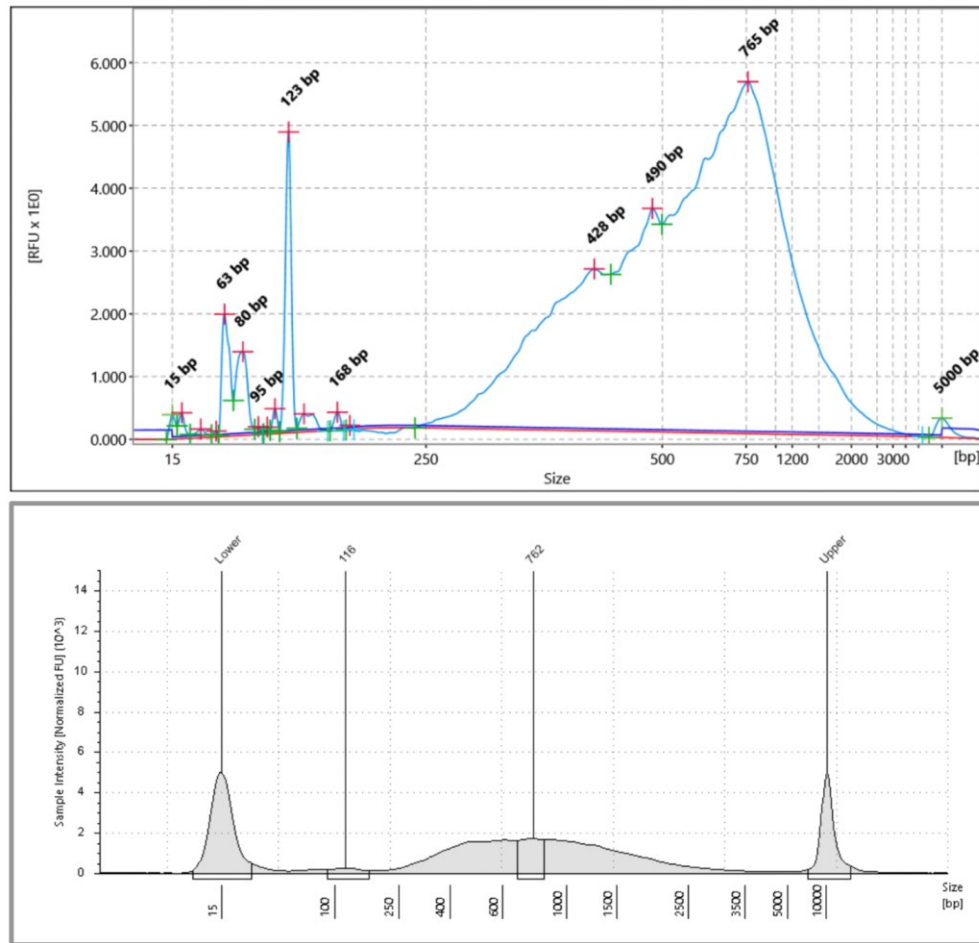 765 bp
6.000
123 bp
5.000
490 bp
4.000
428 bp
3.000
63 bp
80 bp
2.000
15 bp
95 bp
168 bp
5000 bp
1.000
0.000
[RFU x 1E0]
15 250 500 750 1200 2000 3000 [bp]
Size
Lower 116 762 Upper
14
12
10
8
6
4
2
0
Sample Intensity [Normalized FU] (10^3)
15 100 250 400 600 1000 1500 2500 3500 5000 10000
Size
[bp]